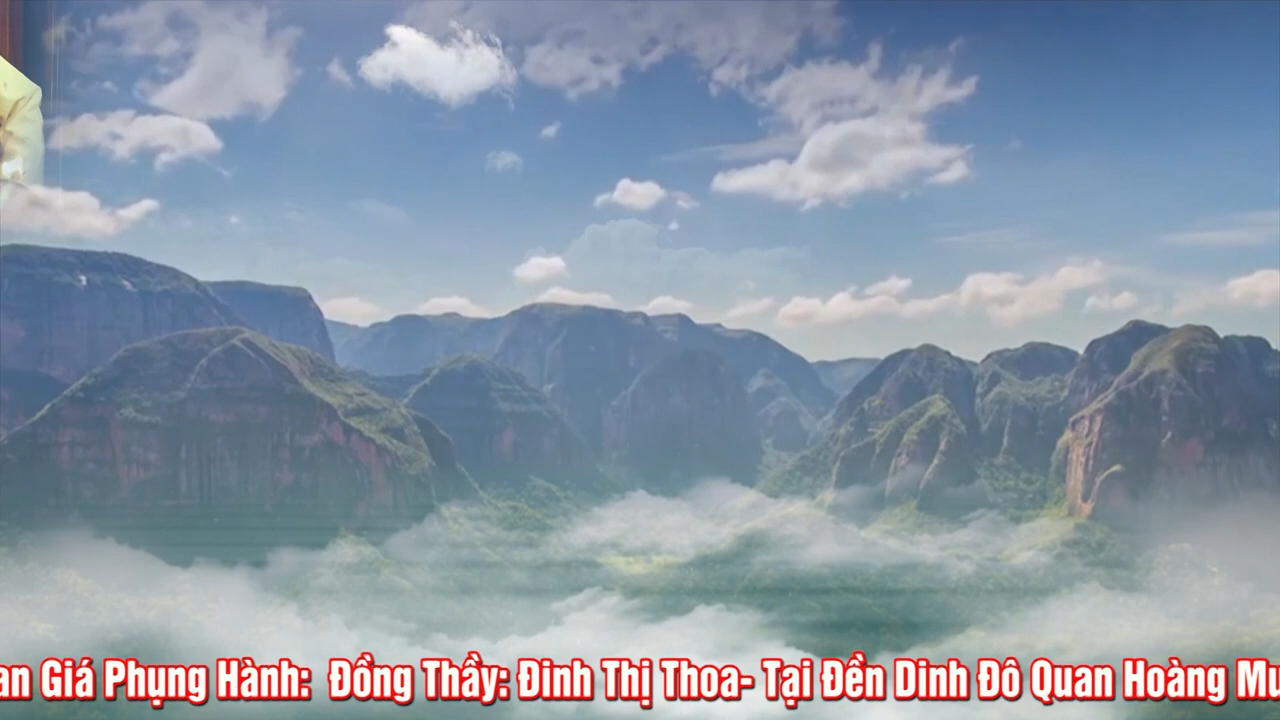 an Giá Phụng Hành: Đồng Thầy: Đinh Thị Thoa- Tại Đền Dinh Đô Quan Hoàng Mư